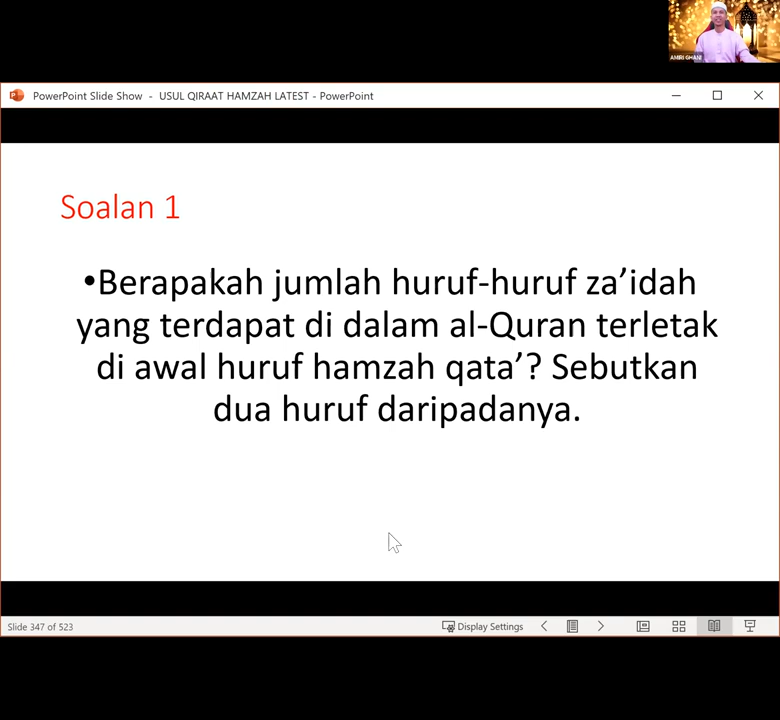 AMIRI GHANI
PowerPoint Slide Show - USUL QIRAAT HAMZAH LATEST - PowerPoint
Soalan 1
•Berapakah jumlah huruf-huruf za’idah
yang terdapat di dalam al-Quran terletak
di awal huruf hamzah qata’? Sebutkan
dua huruf daripadanya.
Slide 347 of 523
Display Settings